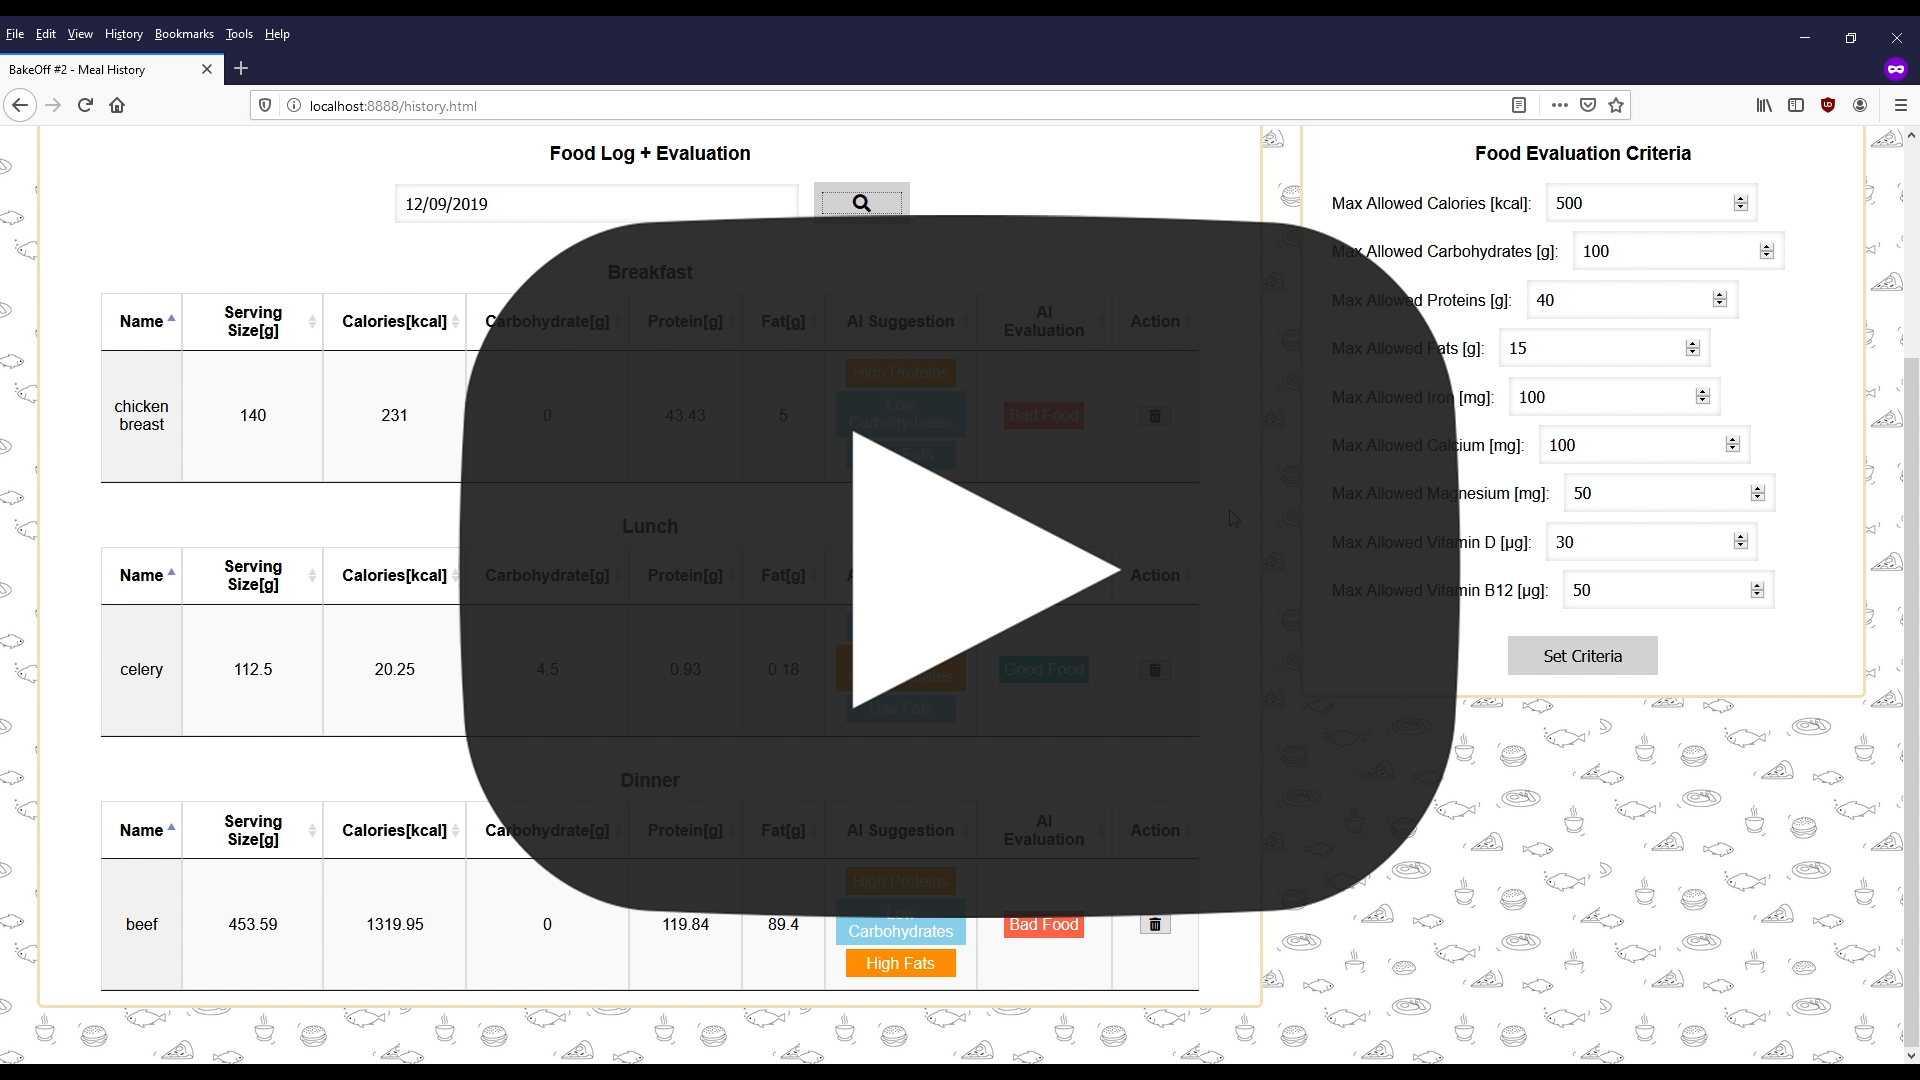 File Edit View History Bookmarks Tools Help
BakeOff #2 - Meal History
localhost:8888/history.html
Food Log + Evaluation
12/09/2019
Breakfast
Name Serving Size[g] Calories[kcal] Carbohydrate[g] Protein[g] Fat[g] AI Suggestion AI Evaluation Action
chicken breast 140 231 0 43.43 5 High Proteins Low Carbohydrates Fats Bad Food
Lunch
Name Serving Size[g] Calories[kcal] Carbohydrate[g] Protein[g] Fat[g] Action
celery 112.5 20.25 4.5 0.93 0.18 Low Fats Good Food
Dinner
Name Serving Size[g] Calories[kcal] Carbohydrate[g] Protein[g] Fat[g] AI Suggestion AI Evaluation Action
beef 453.59 1319.95 0 119.84 89.4 High Proteins Low Carbohydrates High Fats Bad Food
Food Evaluation Criteria
Max Allowed Calories [kcal]: 500
Max Allowed Carbohydrates [g]: 100
Max Allowed Proteins [g]: 40
Max Allowed Fats [g]: 15
Max Allowed Iron [mg]: 100
Max Allowed Calcium [mg]: 100
Max Allowed Magnesium [mg]: 50
Max Allowed Vitamin D [µg]: 30
Max Allowed Vitamin B12 [µg]: 50
Set Criteria